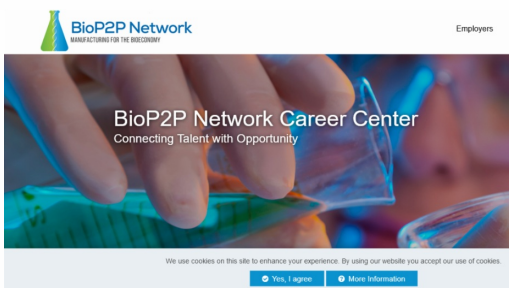 BioP2P Network
MANUFACTURING FOR THE BIOECONOMY
Employers
BioP2P Network Career Center
Connecting Talent with Opportunity
We use cookies on this site to enhance your experience. By using our website you accept our use of cookies.
Yes, I agree
More Information